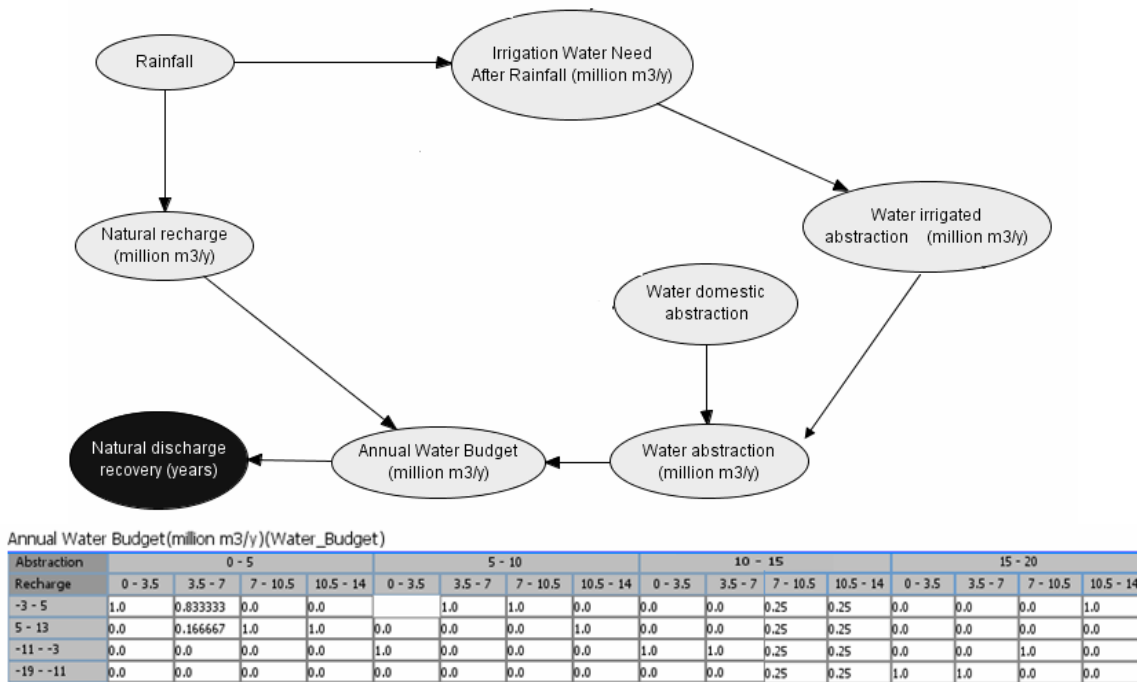 Rainfall
Irrigation Water Need
After Rainfall (million m3/y)
Natural recharge
(million m3/y)
Water irrigated
abstraction (million m3/y)
Water domestic
abstraction
Natural discharge
recovery (years)
Annual Water Budget
(million m3/y)
Water abstraction
(million m3/y)
Annual Water Budget(million m3/y)(Water_Budget)
Abstraction 0 - 5 5 - 10 10 - 15 15 - 20
Recharge 0 - 3.5 3.5 - 7 7 - 10.5 10.5 - 14 0 - 3.5 3.5 - 7 7 - 10.5 10.5 - 14 0 - 3.5 3.5 - 7 7 - 10.5 10.5 - 14 0 - 3.5 3.5 - 7 7 - 10.5 10.5 - 14
-3 - 5 1.0 0.833333 0.0 0.0 1.0 1.0 0.0 0.0 0.0 0.25 0.25 0.0 0.0 0.0 1.0
5 - 13 0.0 0.166667 1.0 1.0 0.0 0.0 0.0 1.0 0.0 0.0 0.25 0.25 0.0 0.0 0.0 0.0
-11 - -3 0.0 0.0 0.0 0.0 1.0 0.0 0.0 0.0 1.0 1.0 0.25 0.25 0.0 0.0 1.0 0.0
-19 - -11 0.0 0.0 0.0 0.0 0.0 0.0 0.0 0.0 0.0 0.0 0.25 0.25 1.0 1.0 0.0 0.0